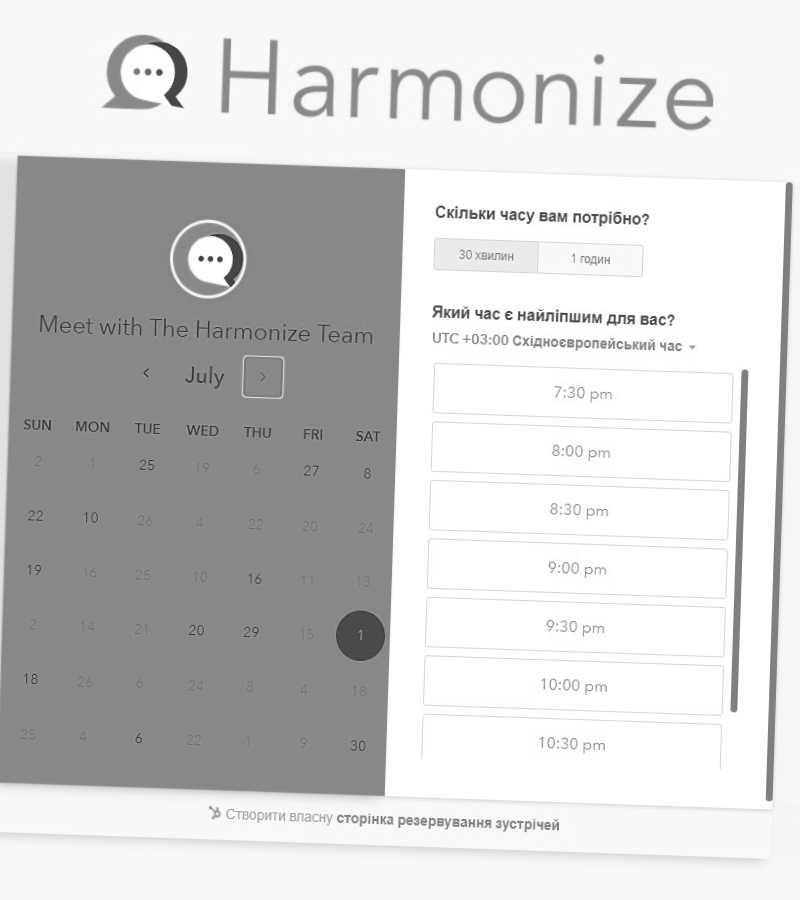 Harmonize
Meet with The Harmonize Team
July
SUN MON TUE WED THU FRI SAT
2 1 25 19 6 27 8
22 10 26 4 22 20 24
19 16 25 10 16 11 13
2 14 21 20 29 15 1
18 26 6 24 8 4 18
25 4 6 22 1 9 30
Скільки часу вам потрібно?
30 хвилин 1 годин
Який час є найліпшим для вас?
UTC +03:00 Східноєвропейський час
7:30 pm
8:00 pm
8:30 pm
9:00 pm
9:30 pm
10:00 pm
10:30 pm
Створити власну сторінка резервування зустрічей